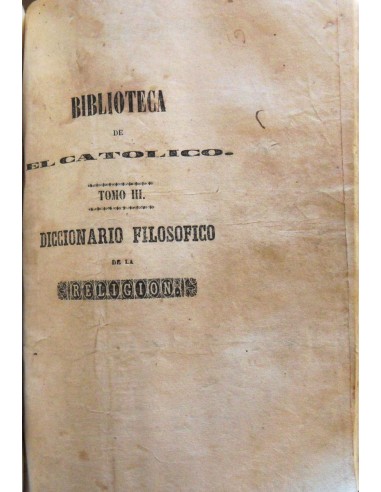 BIBLIOTECA
DE
EL CATOLICO.
TOMO III.
DICCIONARIO FILOSOFICO
DE LA
RELIGION.